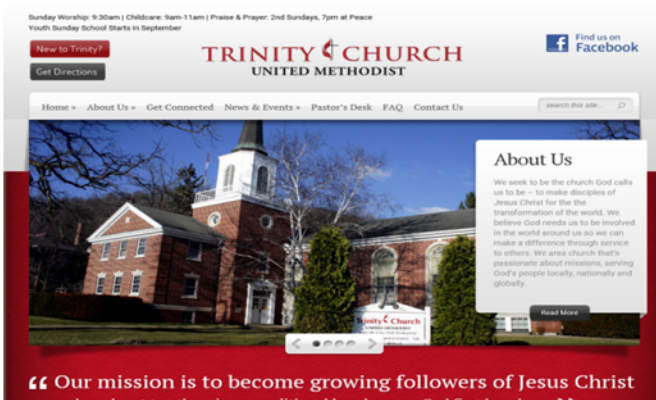 Sunday Worship: 9:30am | Childcare: 9am-11am | Praise & Prayer: 2nd Sundays, 7pm at Peace
Youth Sunday School Starts in September
New to Trinity?
Get Directions
TRINITY CHURCH
UNITED METHODIST
Find us on
Facebook
Home » About Us » Get Connected News & Events » Pastor's Desk FAQ Contact Us
search this site...
About Us
We seek to be the church God calls
us to be – to make disciples of
Jesus Christ for the the
transformation of the world. We
believe God needs us to be involved
in the world around us so we can
make a difference through service
to others. We area church that's
passionate about missions, serving
God's people locally, nationally and
globally.
Read More
Trinity Church
UNITED METHODIST
“ Our mission is to become growing followers of Jesus Christ